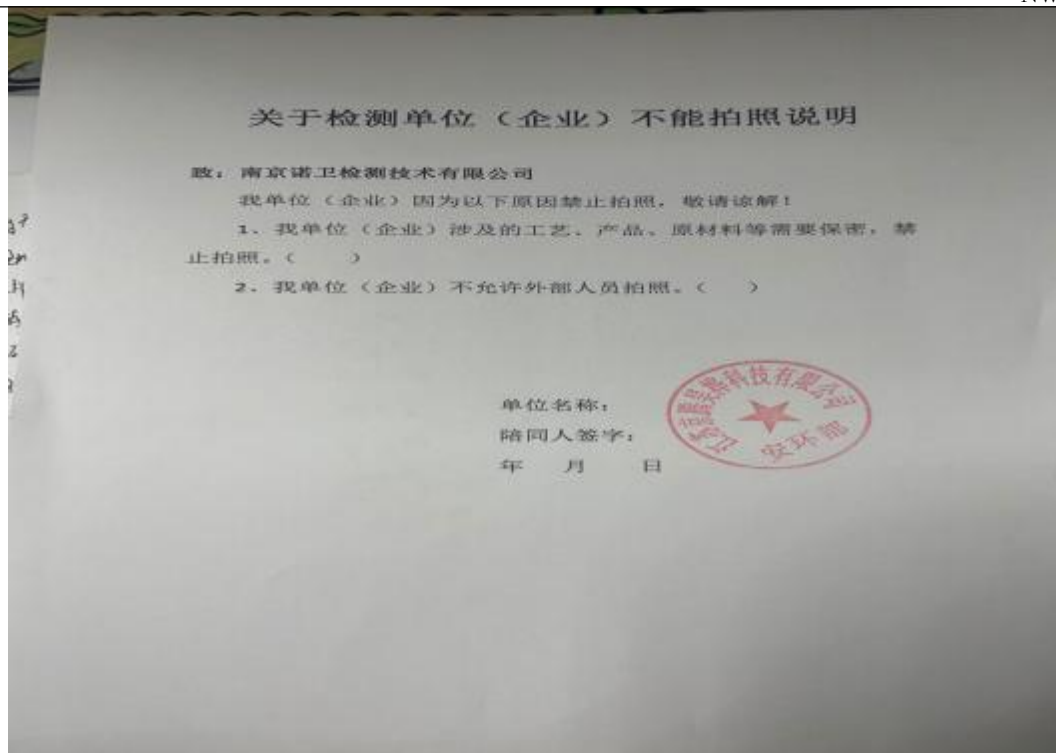 关于检测单位（企业）不能拍照说明
致：南京诺卫检测技术有限公司
我单位（企业）因为以下原因禁止拍照，敬请谅解！
1、我单位（企业）涉及的工艺、产品、原材料等需要保密，禁
止拍照。（　　）
2、我单位（企业）不允许外部人员拍照。（　）
单位名称：
陪同人签字：
年　月　日
科技有限公司
安环部